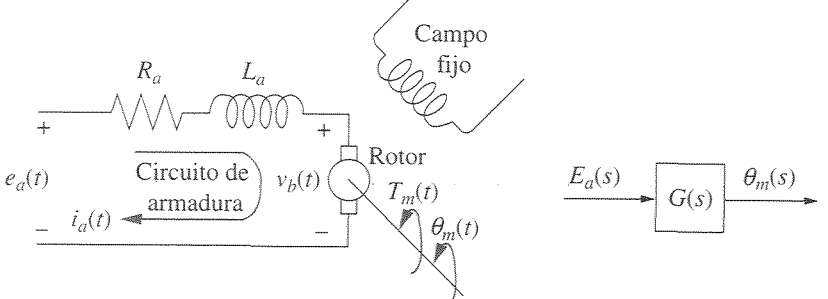 Campo
fijo
R_a
L_a
+
+
Rotor
e_a(t)
Circuito de
armadura
v_b(t)
i_a(t)
T_m(t)
θ_m(t)
−
−
E_a(s)
G(s)
θ_m(s)